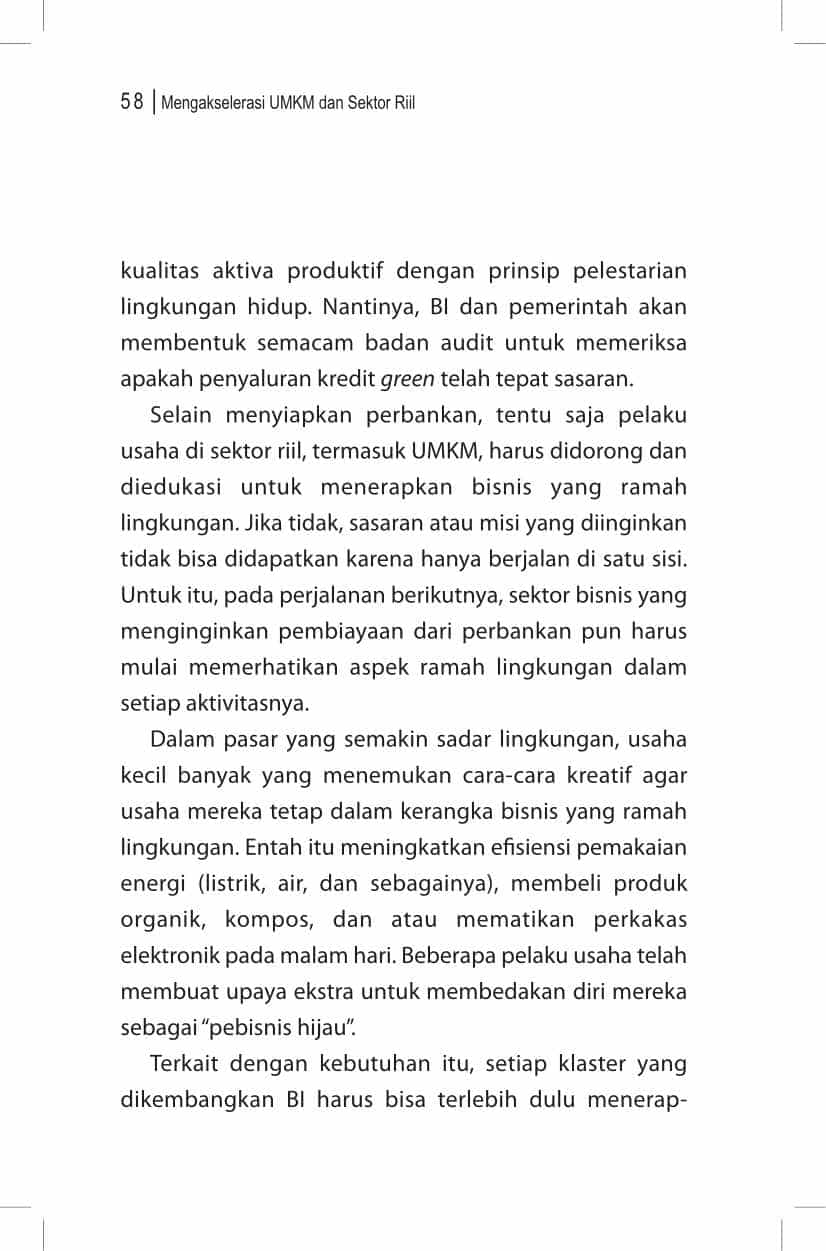 58 | Mengakselerasi UMKM dan Sektor Riil
kualitas aktiva produktif dengan prinsip pelestarian
lingkungan hidup. Nantinya, BI dan pemerintah akan
membentuk semacam badan audit untuk memeriksa
apakah penyaluran kredit green telah tepat sasaran.
Selain menyiapkan perbankan, tentu saja pelaku
usaha di sektor riil, termasuk UMKM, harus didorong dan
diedukasi untuk menerapkan bisnis yang ramah
lingkungan. Jika tidak, sasaran atau misi yang diinginkan
tidak bisa didapatkan karena hanya berjalan di satu sisi.
Untuk itu, pada perjalanan berikutnya, sektor bisnis yang
menginginkan pembiayaan dari perbankan pun harus
mulai memerhatikan aspek ramah lingkungan dalam
setiap aktivitasnya.
Dalam pasar yang semakin sadar lingkungan, usaha
kecil banyak yang menemukan cara-cara kreatif agar
usaha mereka tetap dalam kerangka bisnis yang ramah
lingkungan. Entah itu meningkatkan efisiensi pemakaian
energi (listrik, air, dan sebagainya), membeli produk
organik, kompos, dan atau mematikan perkakas
elektronik pada malam hari. Beberapa pelaku usaha telah
membuat upaya ekstra untuk membedakan diri mereka
sebagai “pebisnis hijau”.
Terkait dengan kebutuhan itu, setiap klaster yang
dikembangkan BI harus bisa terlebih dulu menerap-